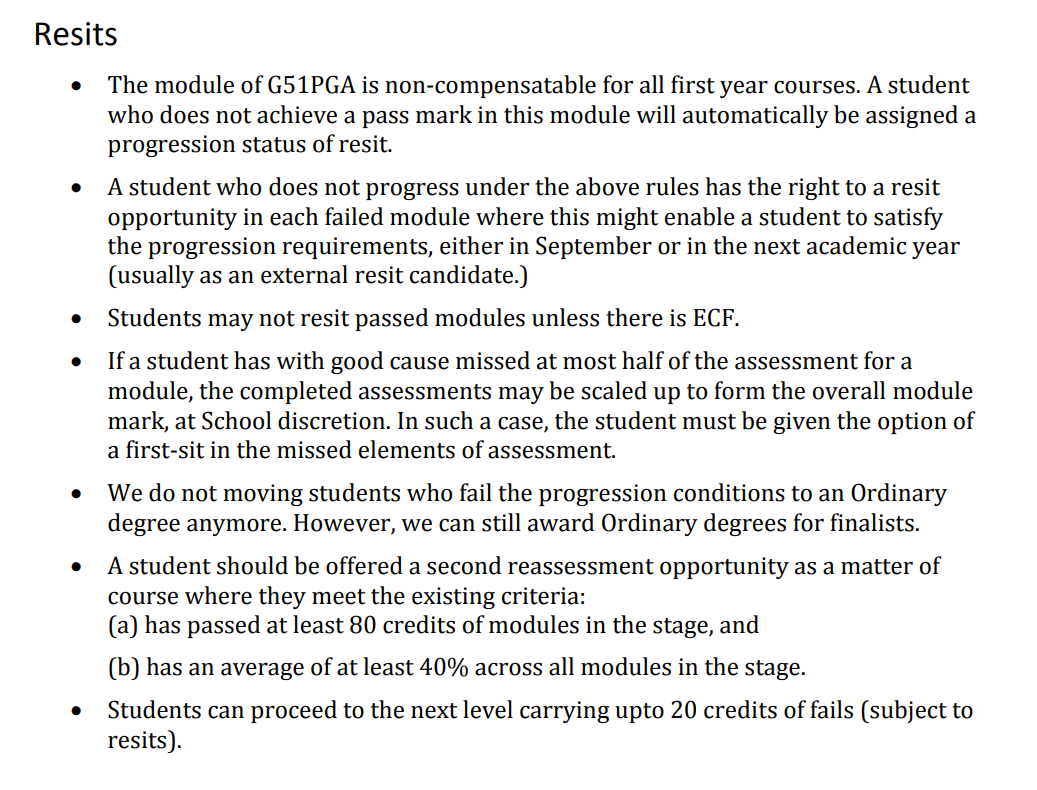 Resits
• The module of G51PGA is non-compensatable for all first year courses. A student
who does not achieve a pass mark in this module will automatically be assigned a
progression status of resit.
• A student who does not progress under the above rules has the right to a resit
opportunity in each failed module where this might enable a student to satisfy
the progression requirements, either in September or in the next academic year
(usually as an external resit candidate.)
• Students may not resit passed modules unless there is ECF.
• If a student has with good cause missed at most half of the assessment for a
module, the completed assessments may be scaled up to form the overall module
mark, at School discretion. In such a case, the student must be given the option of
a first-sit in the missed elements of assessment.
• We do not moving students who fail the progression conditions to an Ordinary
degree anymore. However, we can still award Ordinary degrees for finalists.
• A student should be offered a second reassessment opportunity as a matter of
course where they meet the existing criteria:
(a) has passed at least 80 credits of modules in the stage, and
(b) has an average of at least 40% across all modules in the stage.
• Students can proceed to the next level carrying upto 20 credits of fails (subject to
resits).